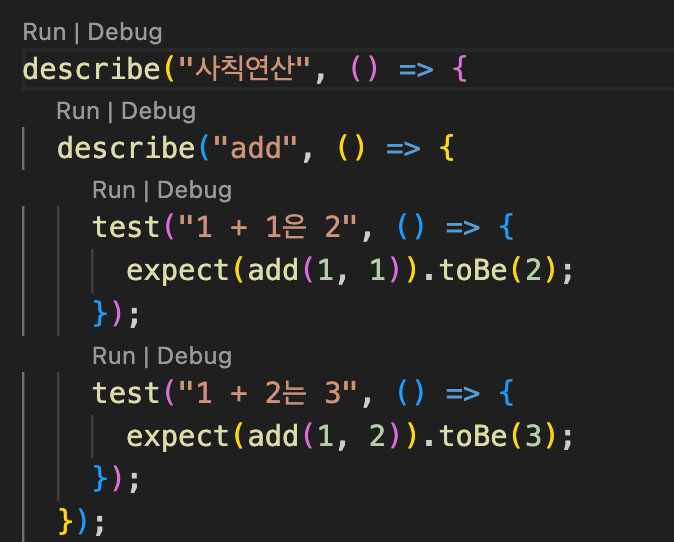 Run | Debug
describe("사칙연산", () => {
Run | Debug
describe("add", () => {
Run | Debug
test("1 + 1은 2", () => {
expect(add(1, 1)).toBe(2);
});
Run | Debug
test("1 + 2는 3", () => {
expect(add(1, 2)).toBe(3);
});
});